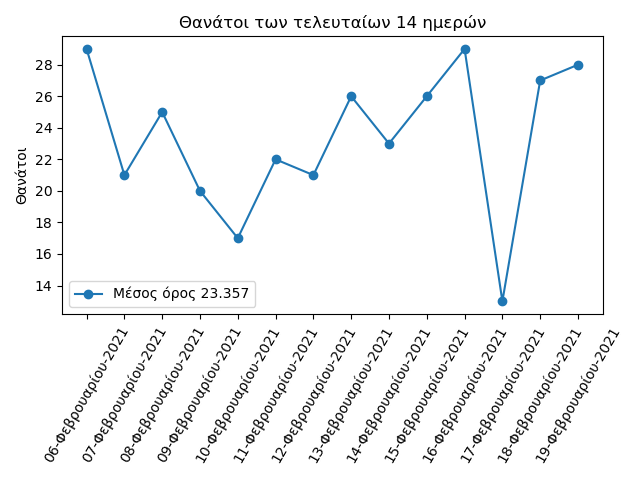 Θανάτοι των τελευταίων 14 ημερών
Θανάτοι
28
26
24
22
20
18
16
14
Μέσος όρος 23.357
06-Φεβρουαρίου-2021
07-Φεβρουαρίου-2021
08-Φεβρουαρίου-2021
09-Φεβρουαρίου-2021
10-Φεβρουαρίου-2021
11-Φεβρουαρίου-2021
12-Φεβρουαρίου-2021
13-Φεβρουαρίου-2021
14-Φεβρουαρίου-2021
15-Φεβρουαρίου-2021
16-Φεβρουαρίου-2021
17-Φεβρουαρίου-2021
18-Φεβρουαρίου-2021
19-Φεβρουαρίου-2021